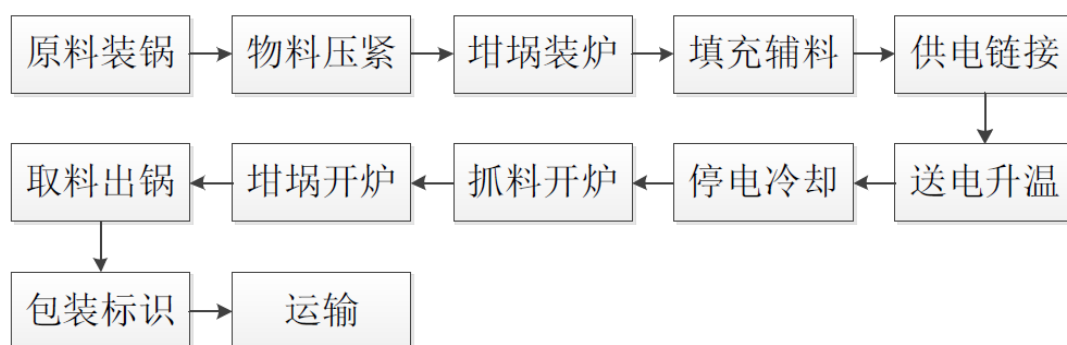 原料装锅 物料压紧 坩埚装炉 填充辅料 供电链接
取料出锅 坩埚开炉 抓料开炉 停电冷却 送电升温
包装标识 运输